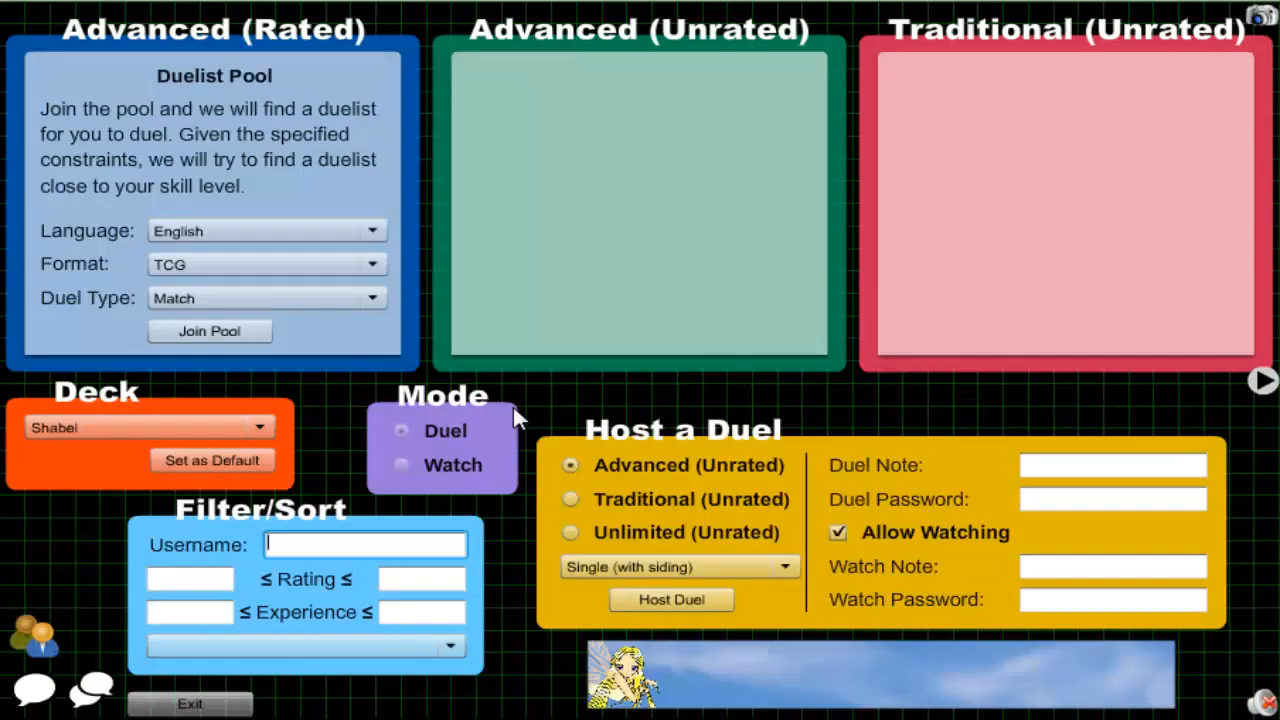 Advanced (Rated)
Duelist Pool
Join the pool and we will find a duelist
for you to duel. Given the specified
constraints, we will try to find a duelist
close to your skill level.
Language: English
Format: TCG
Duel Type: Match
Join Pool
Advanced (Unrated)
Traditional (Unrated)
Deck
Shabel
Set as Default
Mode
Duel
Watch
Filter/Sort
Username:
≤ Rating ≤
≤ Experience ≤
Exit
Host a Duel
Advanced (Unrated)
Traditional (Unrated)
Unlimited (Unrated)
Single (with siding)
Host Duel
Duel Note:
Duel Password:
Allow Watching
Watch Note:
Watch Password: